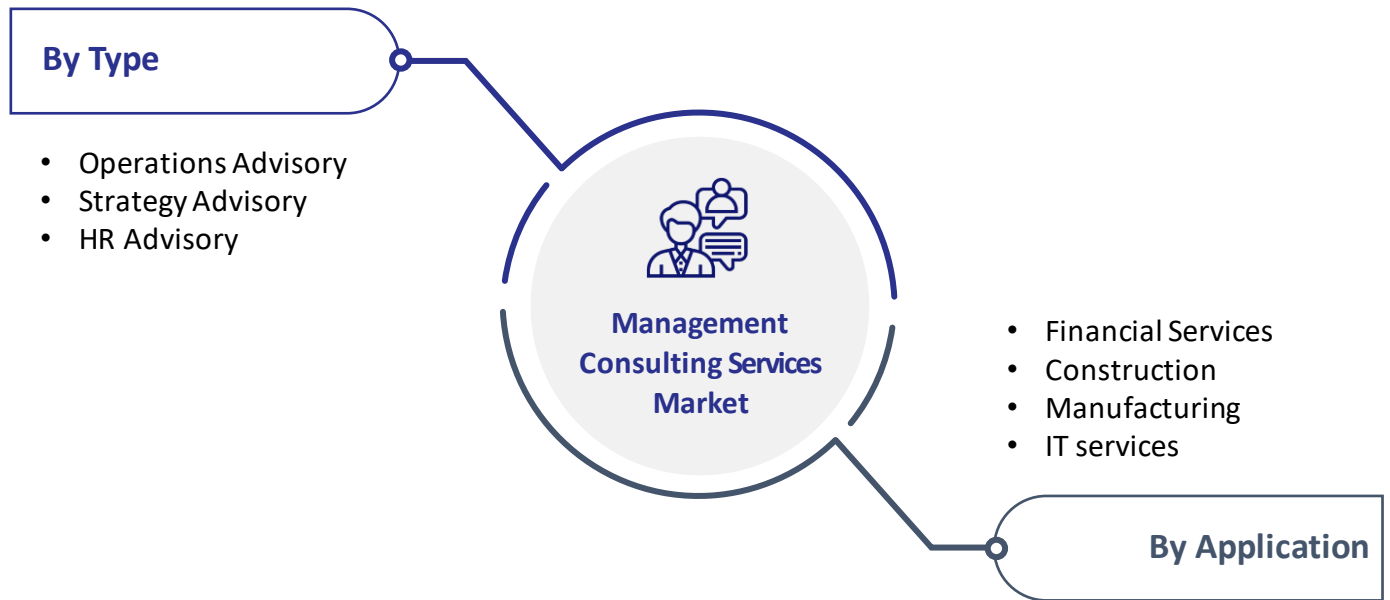 By Type
• Operations Advisory
• Strategy Advisory
• HR Advisory
Management
Consulting Services
Market
• Financial Services
• Construction
• Manufacturing
• IT services
By Application